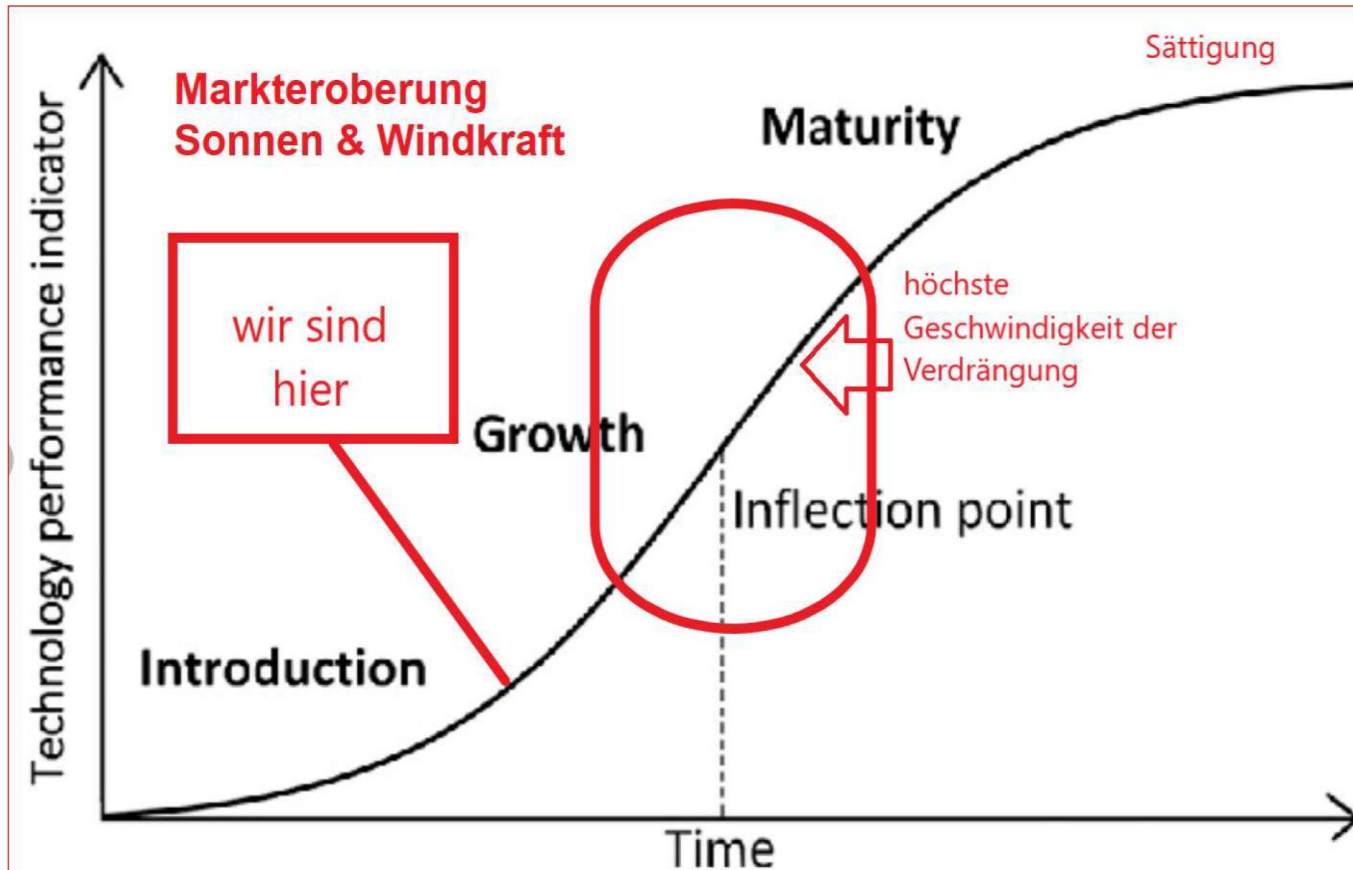 Sättigung
Markteroberung
Sonnen & Windkraft
Maturity
wir sind
hier
höchste
Geschwindigkeit der
Verdrängung
Growth
Inflection point
Introduction
Technology performance indicator
Time